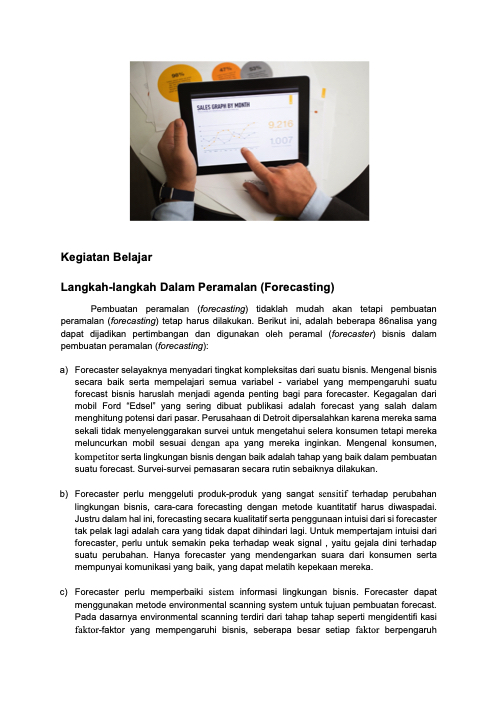 98%
87%
SALES GRAPH BY MONTH
9.216
1.007
Kegiatan Belajar
Langkah-langkah Dalam Peramalan (Forecasting)
Pembuatan peramalan (forecasting) tidaklah mudah akan tetapi pembuatan
peramalan (forecasting) tetap harus dilakukan. Berikut ini, adalah beberapa 86nalisa yang
dapat dijadikan pertimbangan dan digunakan oleh peramal (forecaster) bisnis dalam
pembuatan peramalan (forecasting):
a) Forecaster selayaknya menyadari tingkat kompleksitas dari suatu bisnis. Mengenal bisnis
secara baik serta mempelajari semua variabel - variabel yang mempengaruhi suatu
forecast bisnis haruslah menjadi agenda penting bagi para forecaster. Kegagalan dari
mobil Ford “Edsel” yang sering dibuat publikasi adalah forecast yang salah dalam
menghitung potensi dari pasar. Perusahaan di Detroit dipersalahkan karena mereka sama
sekali tidak menyelenggarakan survei untuk mengetahui selera konsumen tetapi mereka
meluncurkan mobil sesuai dengan apa yang mereka inginkan. Mengenal konsumen,
kompetitor serta lingkungan bisnis dengan baik adalah tahap yang baik dalam pembuatan
suatu forecast. Survei-survei pemasaran secara rutin sebaiknya dilakukan.
b) Forecaster perlu menggeluti produk-produk yang sangat sensitif terhadap perubahan
lingkungan bisnis, cara-cara forecasting dengan metode kuantitatif harus diwaspadai.
Justru dalam hal ini, forecasting secara kualitatif serta penggunaan intuisi dari si forecaster
tak pelak lagi adalah cara yang tidak dapat dihindari lagi. Untuk mempertajam intuisi dari
forecaster, perlu untuk semakin peka terhadap weak signal , yaitu gejala dini terhadap
suatu perubahan. Hanya forecaster yang mendengarkan suara dari konsumen serta
mempunyai komunikasi yang baik, yang dapat melatih kepekaan mereka.
c) Forecaster perlu memperbaiki sistem informasi lingkungan bisnis. Forecaster dapat
menggunakan metode environmental scanning system untuk tujuan pembuatan forecast.
Pada dasarnya environmental scanning terdiri dari tahap tahap seperti mengidentifi kasi
faktor-faktor yang mempengaruhi bisnis, seberapa besar setiap faktor berpengaruh